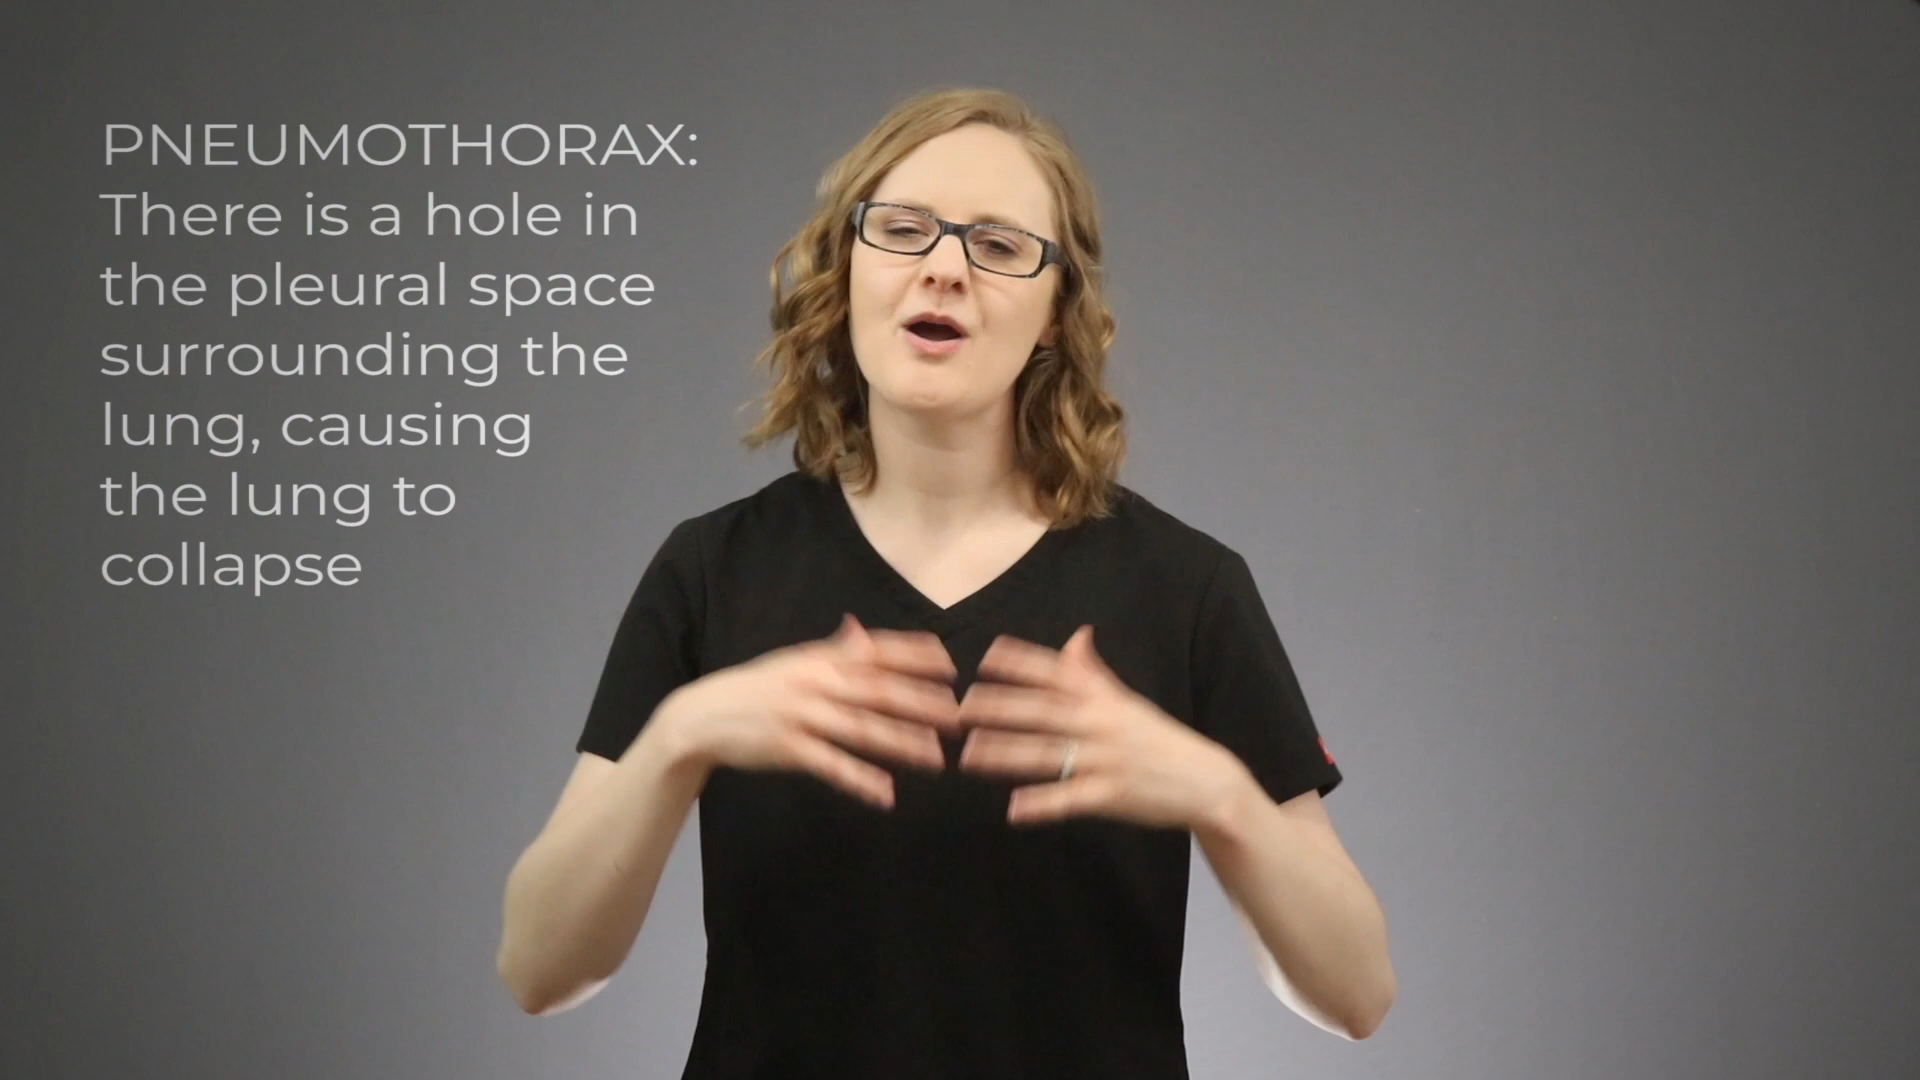 PNEUMOTHORAX:
There is a hole in
the pleural space
surrounding the
lung, causing
the lung to
collapse